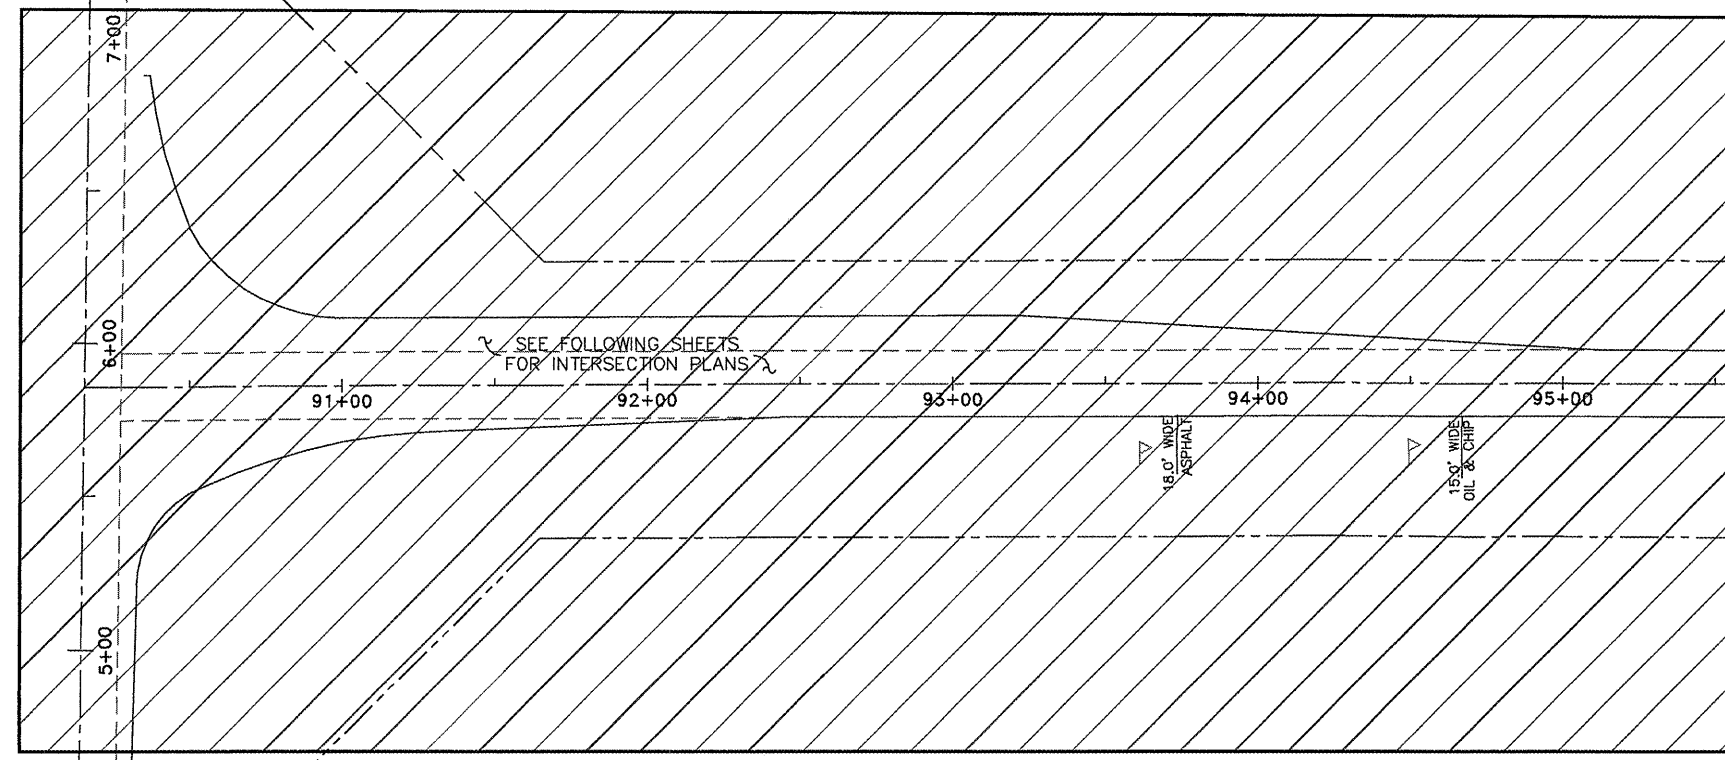 7+00
6+00
SEE FOLLOWING SHEETS
FOR INTERSECTION PLANS
91+00
92+00
93+00
94+00
95+00
18.0' WIDE
ASPHALT
15.0' WIDE
OIL & CHIP
5+00